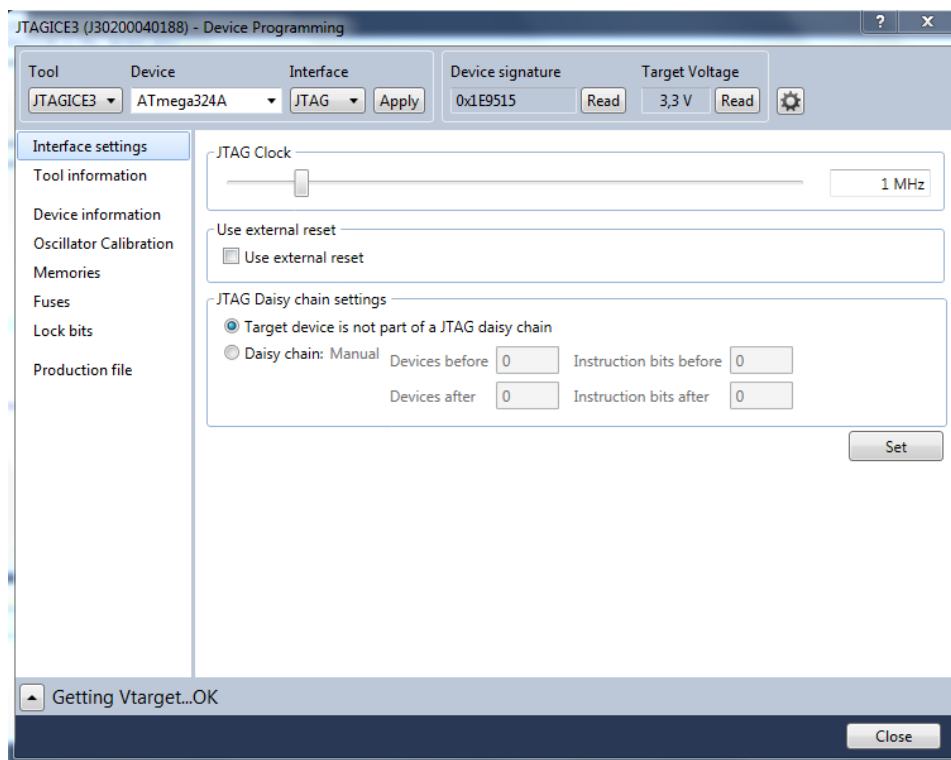 JTAGICE3 (J30200040188) - Device Programming
? x
Tool Device Interface Device signature Target Voltage
JTAGICE3 ATmega324A JTAG Apply 0x1E9515 Read 3,3 V Read
Interface settings
Tool information
Device information
Oscillator Calibration
Memories
Fuses
Lock bits
Production file
JTAG Clock
1 MHz
Use external reset
Use external reset
JTAG Daisy chain settings
Target device is not part of a JTAG daisy chain
Daisy chain: Manual Devices before 0 Instruction bits before 0
Devices after 0 Instruction bits after 0
Set
Getting Vtarget...OK
Close